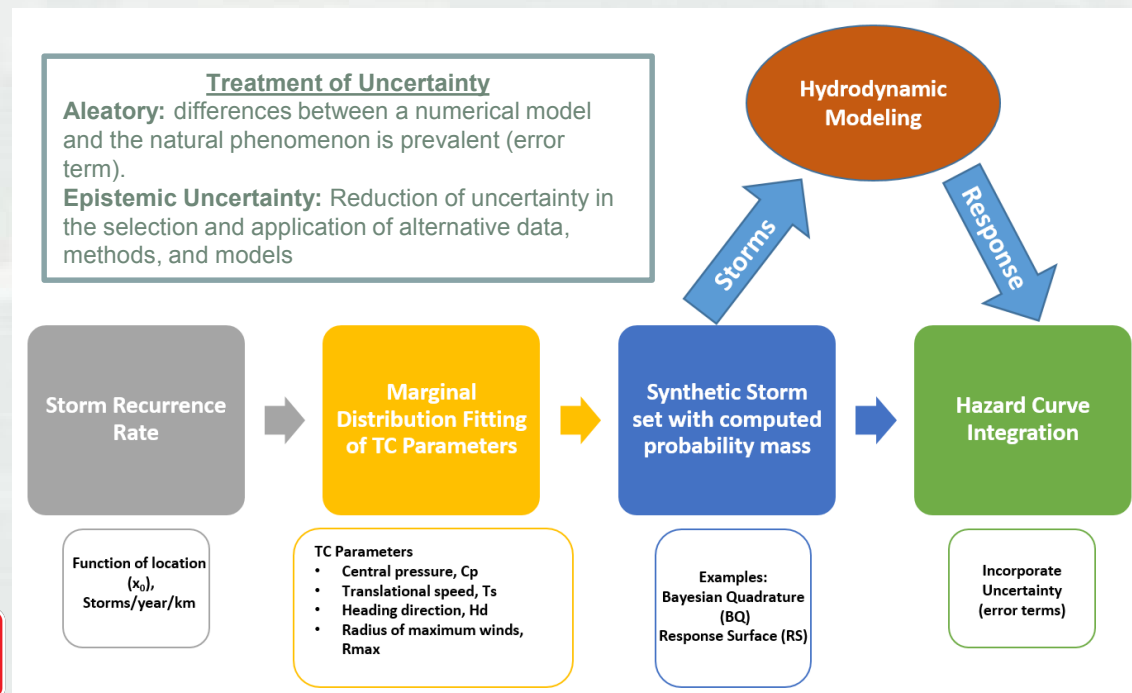 Treatment of Uncertainty
Aleatory: differences between a numerical model
and the natural phenomenon is prevalent (error
term).
Epistemic Uncertainty: Reduction of uncertainty in
the selection and application of alternative data,
methods, and models
Hydrodynamic
Modeling
Storms
Response
Storm Recurrence
Rate
Marginal
Distribution Fitting
of TC Parameters
Synthetic Storm
set with computed
probability mass
Hazard Curve
Integration
Function of location
(x₀),
Storms/year/km
TC Parameters
• Central pressure, Cp
• Translational speed, Ts
• Heading direction, Hd
• Radius of maximum winds,
Rmax
Examples:
Bayesian Quadrature
(BQ)
Response Surface (RS)
Incorporate
Uncertainty
(error terms)